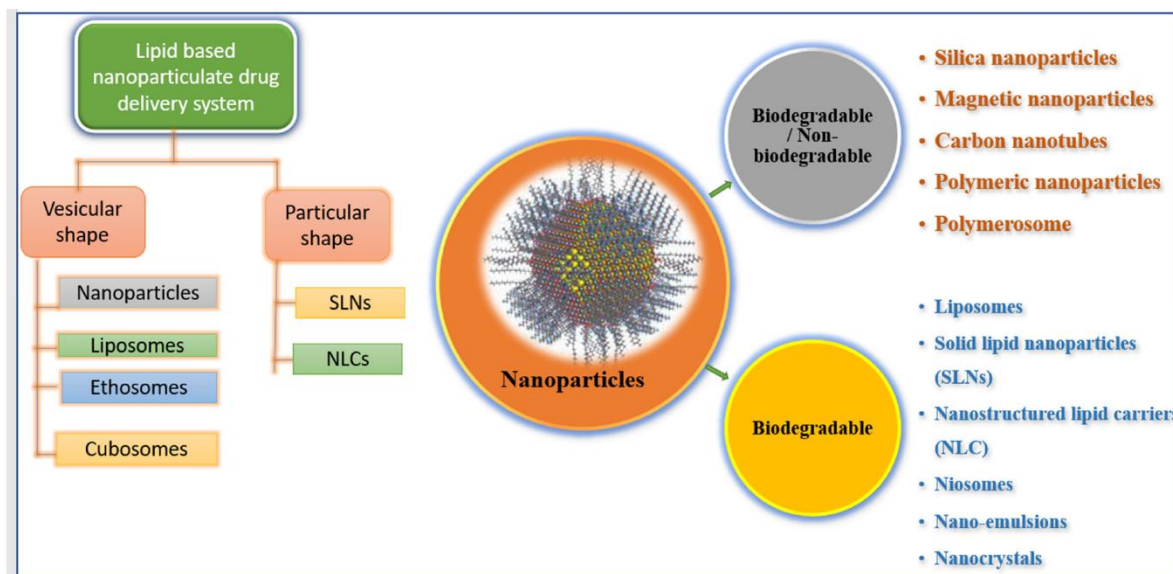 Lipid based
nanoparticulate drug
delivery system
Vesicular
shape
Particular
shape
Nanoparticles
Liposomes
Ethosomes
Cubosomes
SLNs
NLCs
Nanoparticles
Biodegradable
/ Non-
biodegradable
• Silica nanoparticles
• Magnetic nanoparticles
• Carbon nanotubes
• Polymeric nanoparticles
• Polymerosome
Biodegradable
• Liposomes
• Solid lipid nanoparticles
(SLNs)
• Nanostructured lipid carriers
(NLC)
• Niosomes
• Nano-emulsions
• Nanocrystals